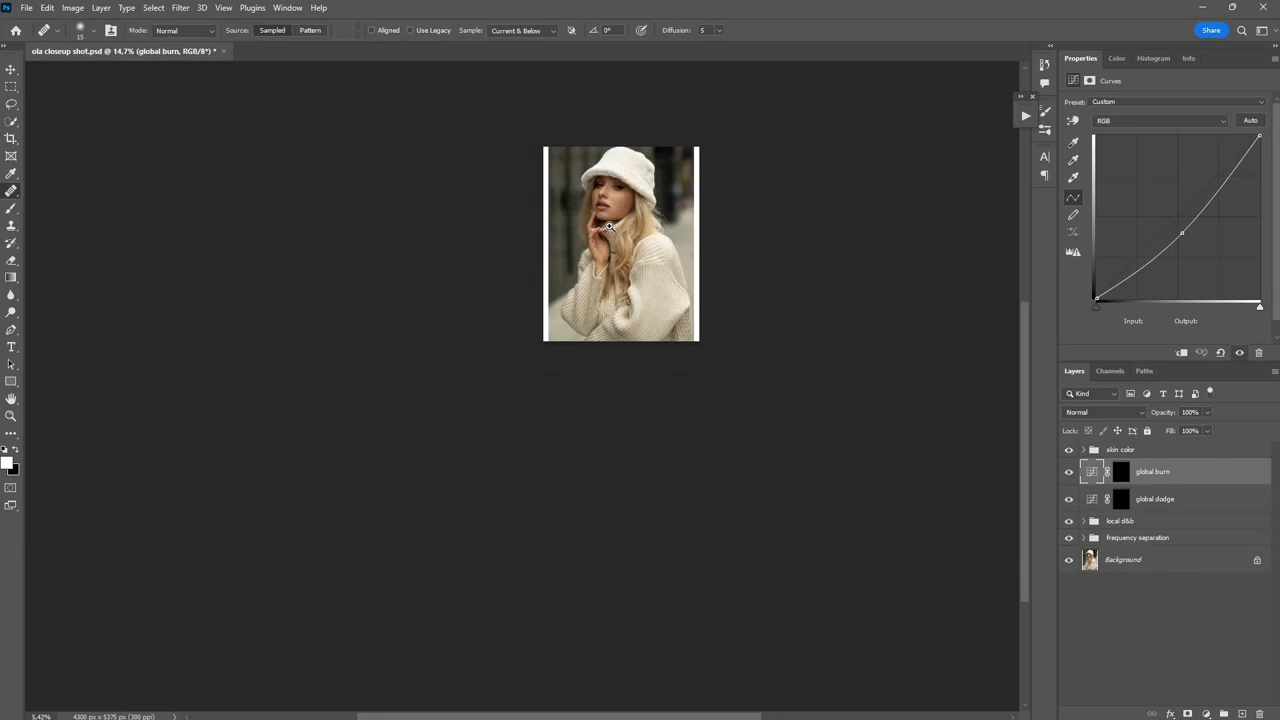 Ps File Edit Image Layer Type Select Filter 3D View Plugins Window Help
15 Mode: Normal Source: Sampled Pattern Aligned Use Legacy Sample: Current & Below 0° Diffusion: 5 Share
ola closeup shot.psd @ 14,7% (global burn, RGB/8*) *
Properties Color Histogram Info
Curves
Preset: Custom
RGB Auto
Input: Output:
Layers Channels Paths
Kind
Normal Opacity: 100%
Lock: Fill: 100%
skin color
global burn
global dodge
local d&b
frequency separation
Background
5,42% 4300 px x 5375 px (300 ppi)